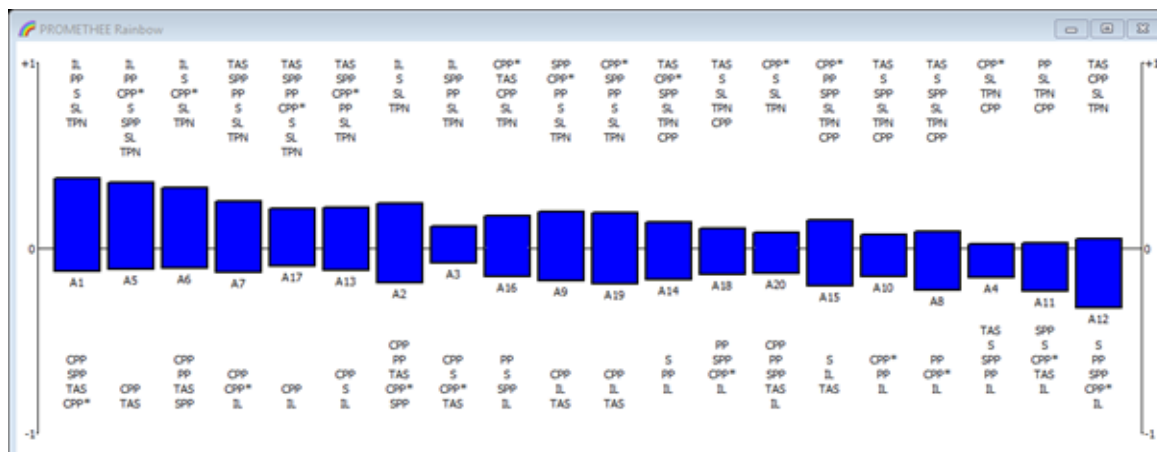 PROMETHEE Rainbow
+1 IL IL IL TAS TAS TAS IL IL CPP* SPP CPP* TAS TAS CPP* CPP* TAS TAS CPP* PP TAS +1
PP PP S SPP SPP SPP S SPP TAS CPP* SPP CPP* S S PP S S SL SL CPP
S CPP* CPP* PP PP CPP* SL PP CPP PP PP SPP SL SL SPP SPP SPP TPN TPN SL
SL S SL S CPP* PP TPN SL SL S S SL TPN TPN SL SL SL CPP CPP TPN
TPN SPP TPN SL S SL TPN TPN SL SL TPN CPP TPN TPN TPN
SL TPN SL TPN TPN TPN CPP CPP CPP CPP
TPN TPN
0 0
A1 A5 A6 A7 A17 A13 A2 A3 A16 A9 A19 A14 A18 A20 A15 A10 A8 A4 A11 A12
TAS SPP
CPP PP CPP S S S
CPP CPP PP CPP PP S SPP PP S CPP* PP SPP CPP* PP
SPP PP CPP CPP TAS S S CPP CPP PP CPP* SPP IL PP CPP* PP TAS SPP
TAS CPP TAS CPP* CPP S CPP* CPP* SPP IL IL IL IL TAS TAS IL IL IL IL CPP*
CPP* TAS SPP IL IL IL SPP TAS IL TAS TAS IL IL
-1 -1